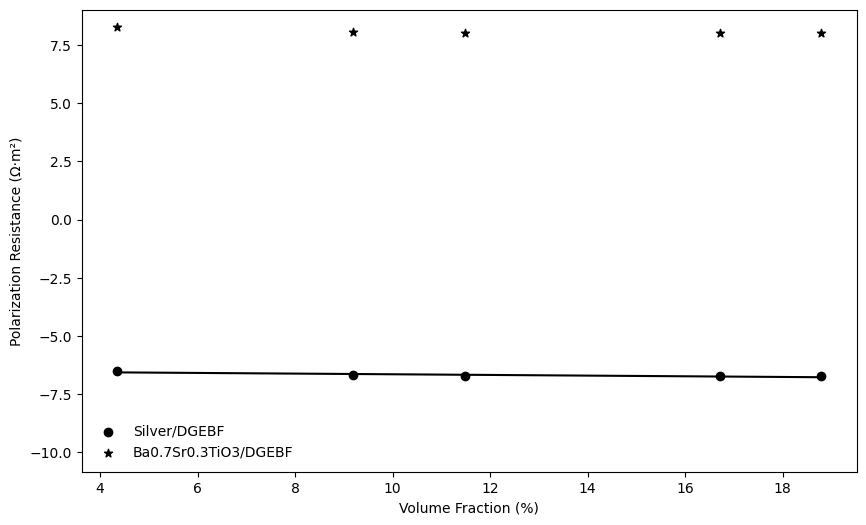 7.5
5.0
2.5
0.0
−2.5
−5.0
−7.5
−10.0
Polarization Resistance (Ω·m²)
Silver/DGEBF
Ba0.7Sr0.3TiO3/DGEBF
4 6 8 10 12 14 16 18
Volume Fraction (%)